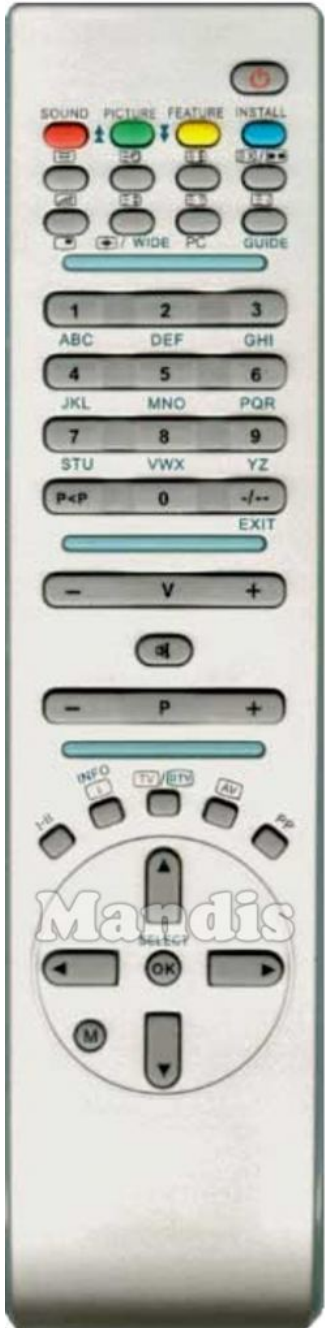 SOUND PICTURE FEATURE INSTALL
WIDE PC GUIDE
1 2 3
ABC DEF GHI
4 5 6
JKL MNO PQR
7 8 9
STU VWX YZ
P<P 0 -/--
EXIT
- V +
- P +
INFO
i
TV/DTV
AV
I-II
PP
Mandis
SELECT
OK
M